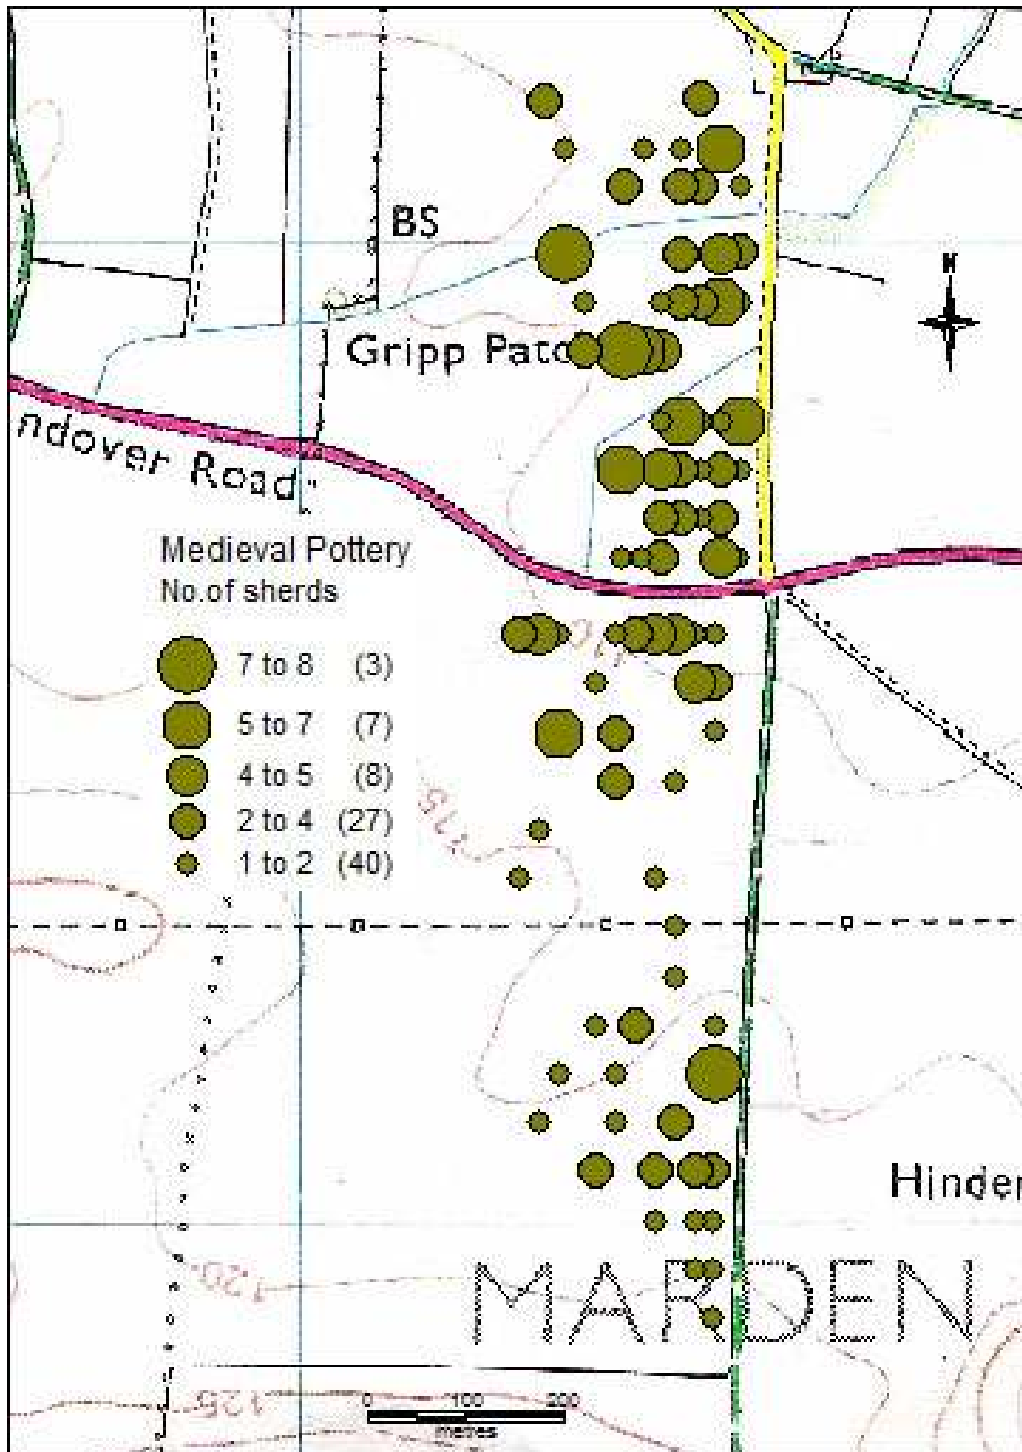 BS
N
Gripp Patc
ndover Road
Medieval Pottery
No.of sherds
7 to 8 (3)
5 to 7 (7)
4 to 5 (8)
2 to 4 (27)
1 to 2 (40)
110
115
Hinder
120
MARDEN
125
0 100 200
metres